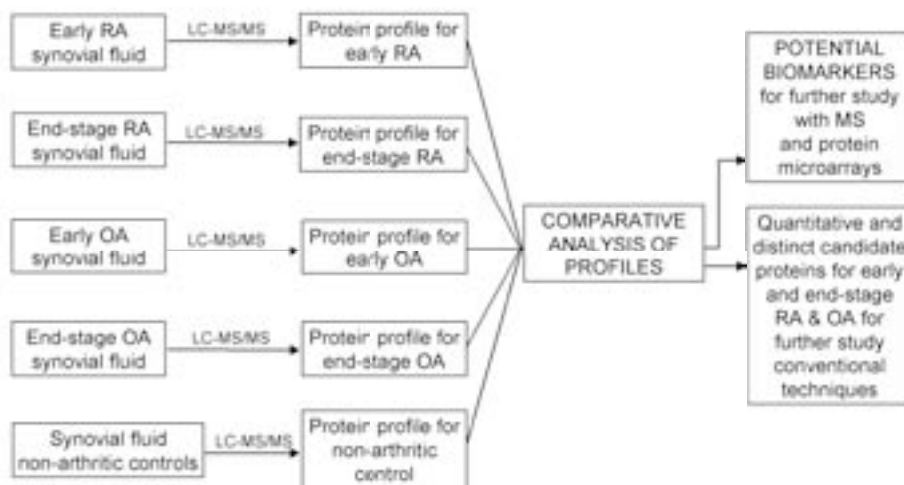 Early RA
synovial fluid
LC-MS/MS
Protein profile for
early RA
End-stage RA
synovial fluid
LC-MS/MS
Protein profile for
end-stage RA
Early OA
synovial fluid
LC-MS/MS
Protein profile for
early OA
End-stage OA
synovial fluid
LC-MS/MS
Protein profile for
end-stage OA
Synovial fluid
non-arthritic controls
LC-MS/MS
Protein profile for
non-arthritic
control
COMPARATIVE
ANALYSIS OF
PROFILES
POTENTIAL
BIOMARKERS
for further study
with MS
and protein
microarrays
Quantitative and
distinct candidate
proteins for early
and end-stage
RA & OA for
further study
conventional
techniques